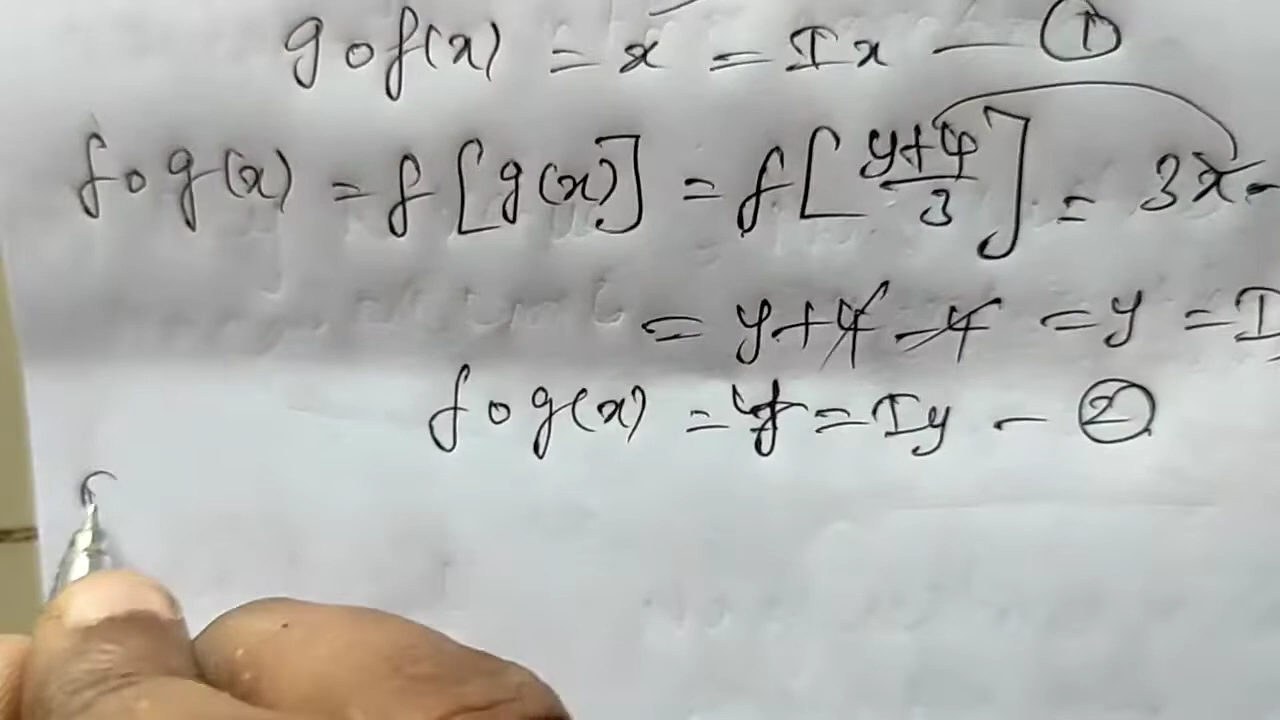 gof(x) = x = Ix — ①
fog(x) = f[g(x)] = f[y+4/3] = 3x-
= y+4-4 = y = I
fog(x) = y = Iy - ②